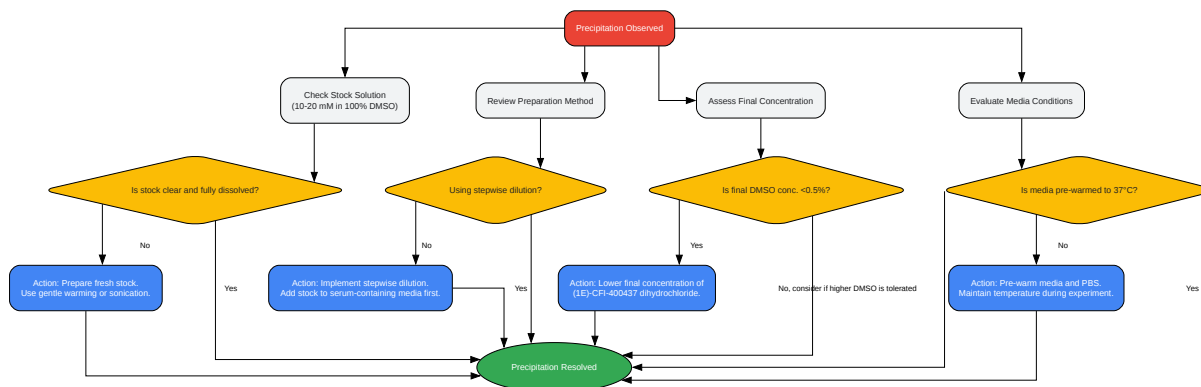 Precipitation Observed
Check Stock Solution
(10-20 mM in 100% DMSO)
Review Preparation Method
Assess Final Concentration
Evaluate Media Conditions
Is stock clear and fully dissolved?
Using stepwise dilution?
Is final DMSO conc. <0.5%?
Is media pre-warmed to 37°C?
No
No
Yes
No
Action: Prepare fresh stock.
Use gentle warming or sonication.
Yes
Action: Implement stepwise dilution.
Add stock to serum-containing media first.
Yes
Action: Lower final concentration of
(1E)-CFI-400437 dihydrochloride.
No, consider if higher DMSO is tolerated
Action: Pre-warm media and PBS.
Maintain temperature during experiment.
Yes
Precipitation Resolved